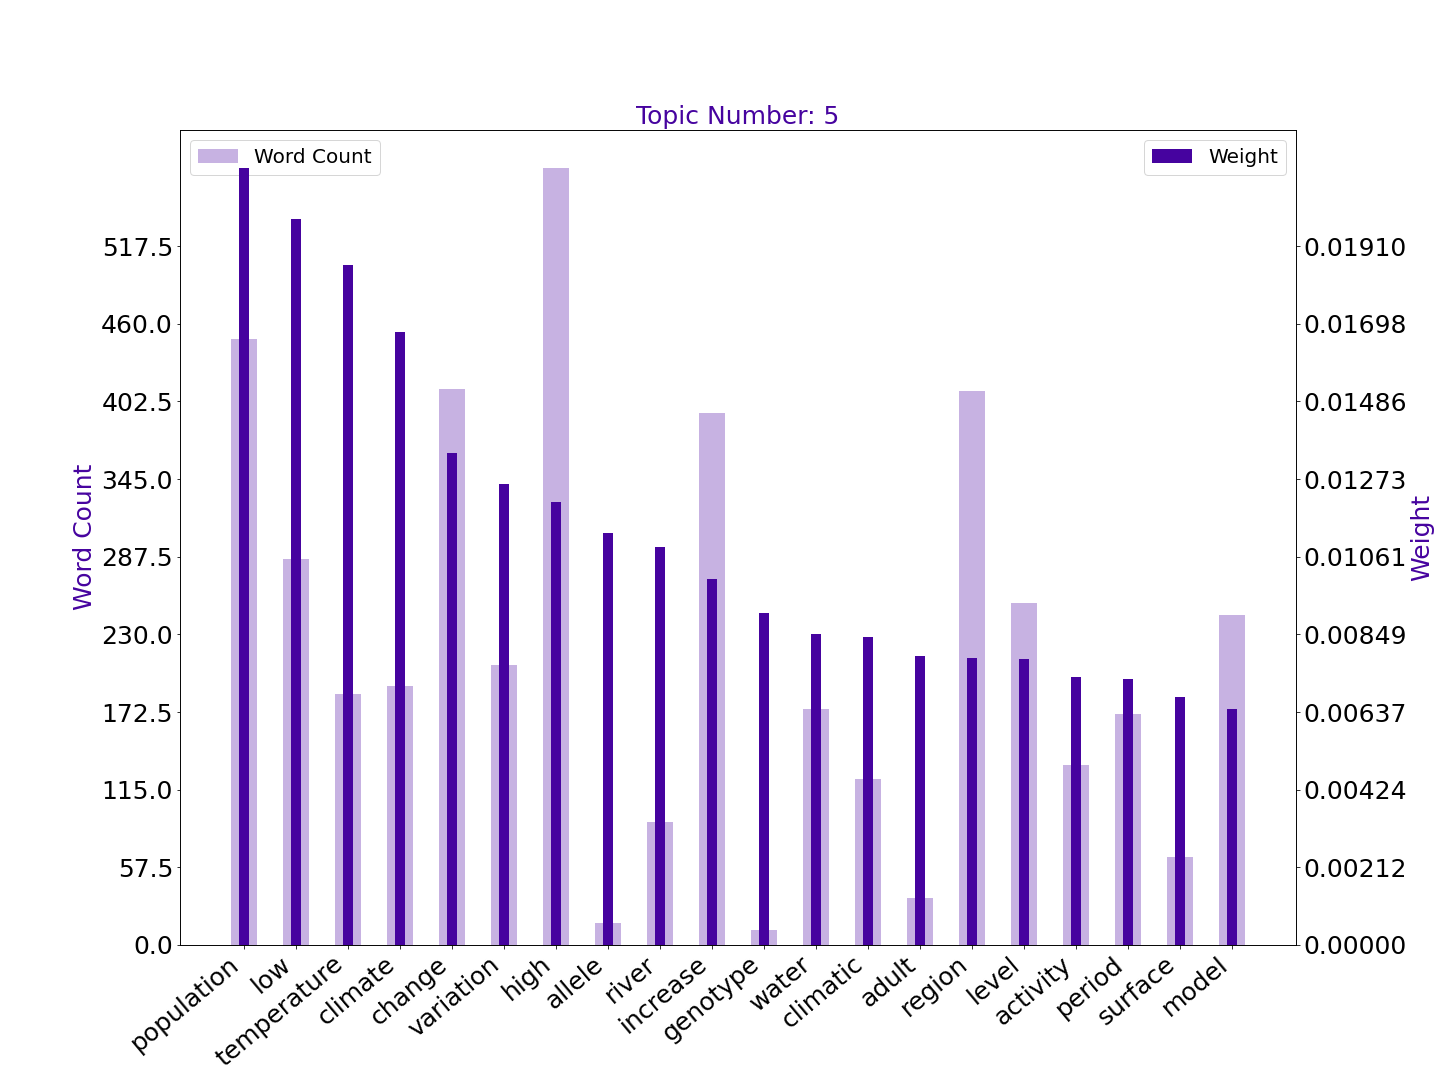 Topic Number: 5
Word Count
Weight
517.5
460.0
402.5
345.0
287.5
230.0
172.5
115.0
57.5
0.0
Word Count
0.01910
0.01698
0.01486
0.01273
0.01061
0.00849
0.00637
0.00424
0.00212
0.00000
Weight
population
low
temperature
climate
change
variation
high
allele
river
increase
genotype
water
climatic
adult
region
level
activity
period
surface
model